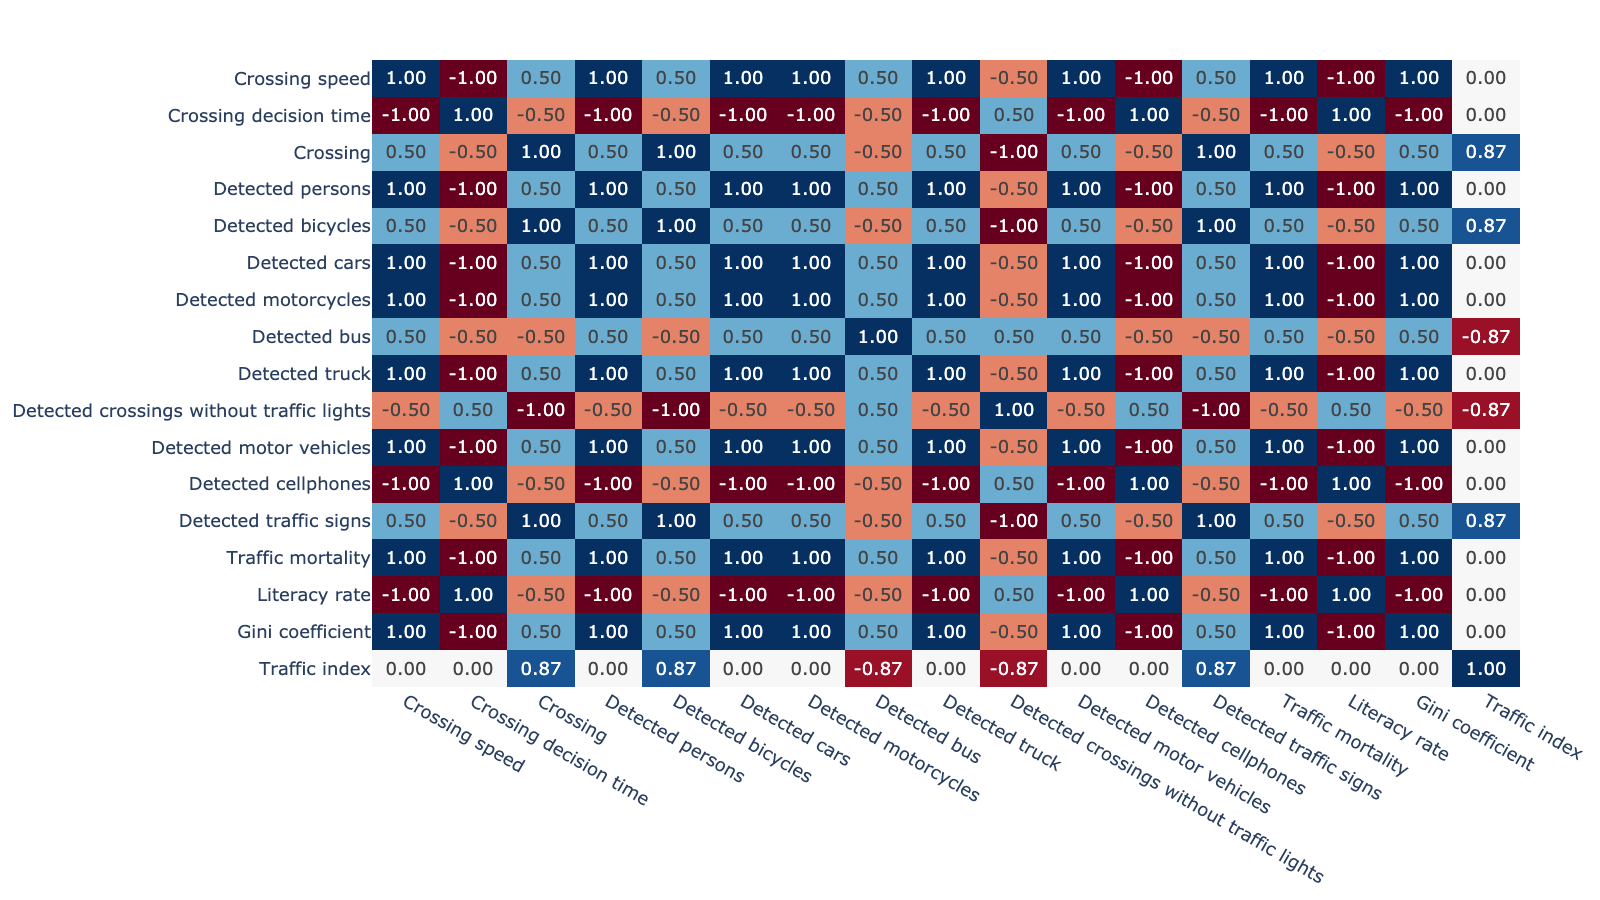 Crossing speed 1.00 -1.00 0.50 1.00 0.50 1.00 1.00 0.50 1.00 -0.50 1.00 -1.00 0.50 1.00 -1.00 1.00 0.00
Crossing decision time -1.00 1.00 -0.50 -1.00 -0.50 -1.00 -1.00 -0.50 -1.00 0.50 -1.00 1.00 -0.50 -1.00 1.00 -1.00 0.00
Crossing 0.50 -0.50 1.00 0.50 1.00 0.50 0.50 -0.50 0.50 -1.00 0.50 -0.50 1.00 0.50 -0.50 0.50 0.87
Detected persons 1.00 -1.00 0.50 1.00 0.50 1.00 1.00 0.50 1.00 -0.50 1.00 -1.00 0.50 1.00 -1.00 1.00 0.00
Detected bicycles 0.50 -0.50 1.00 0.50 1.00 0.50 0.50 -0.50 0.50 -1.00 0.50 -0.50 1.00 0.50 -0.50 0.50 0.87
Detected cars 1.00 -1.00 0.50 1.00 0.50 1.00 1.00 0.50 1.00 -0.50 1.00 -1.00 0.50 1.00 -1.00 1.00 0.00
Detected motorcycles 1.00 -1.00 0.50 1.00 0.50 1.00 1.00 0.50 1.00 -0.50 1.00 -1.00 0.50 1.00 -1.00 1.00 0.00
Detected bus 0.50 -0.50 -0.50 0.50 -0.50 0.50 0.50 1.00 0.50 0.50 0.50 -0.50 -0.50 0.50 -0.50 0.50 -0.87
Detected truck 1.00 -1.00 0.50 1.00 0.50 1.00 1.00 0.50 1.00 -0.50 1.00 -1.00 0.50 1.00 -1.00 1.00 0.00
Detected crossings without traffic lights -0.50 0.50 -1.00 -0.50 -1.00 -0.50 -0.50 0.50 -0.50 1.00 -0.50 0.50 -1.00 -0.50 0.50 -0.50 -0.87
Detected motor vehicles 1.00 -1.00 0.50 1.00 0.50 1.00 1.00 0.50 1.00 -0.50 1.00 -1.00 0.50 1.00 -1.00 1.00 0.00
Detected cellphones -1.00 1.00 -0.50 -1.00 -0.50 -1.00 -1.00 -0.50 -1.00 0.50 -1.00 1.00 -0.50 -1.00 1.00 -1.00 0.00
Detected traffic signs 0.50 -0.50 1.00 0.50 1.00 0.50 0.50 -0.50 0.50 -1.00 0.50 -0.50 1.00 0.50 -0.50 0.50 0.87
Traffic mortality 1.00 -1.00 0.50 1.00 0.50 1.00 1.00 0.50 1.00 -0.50 1.00 -1.00 0.50 1.00 -1.00 1.00 0.00
Literacy rate -1.00 1.00 -0.50 -1.00 -0.50 -1.00 -1.00 -0.50 -1.00 0.50 -1.00 1.00 -0.50 -1.00 1.00 -1.00 0.00
Gini coefficient 1.00 -1.00 0.50 1.00 0.50 1.00 1.00 0.50 1.00 -0.50 1.00 -1.00 0.50 1.00 -1.00 1.00 0.00
Traffic index 0.00 0.00 0.87 0.00 0.87 0.00 0.00 -0.87 0.00 -0.87 0.00 0.00 0.87 0.00 0.00 0.00 1.00
Crossing speed
Crossing decision time
Crossing
Detected persons
Detected bicycles
Detected cars
Detected motorcycles
Detected bus
Detected truck
Detected crossings without traffic lights
Detected motor vehicles
Detected cellphones
Detected traffic signs
Traffic mortality
Literacy rate
Gini coefficient
Traffic index